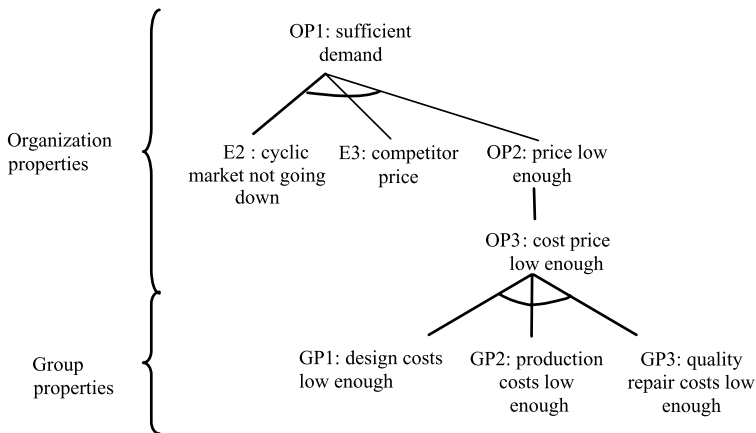 OP1: sufficient
demand
Organization
properties
E2 : cyclic
market not going
down
E3: competitor
price
OP2: price low
enough
OP3: cost price
low enough
Group
properties
GP1: design costs
low enough
GP2: production
costs low
enough
GP3: quality
repair costs low
enough